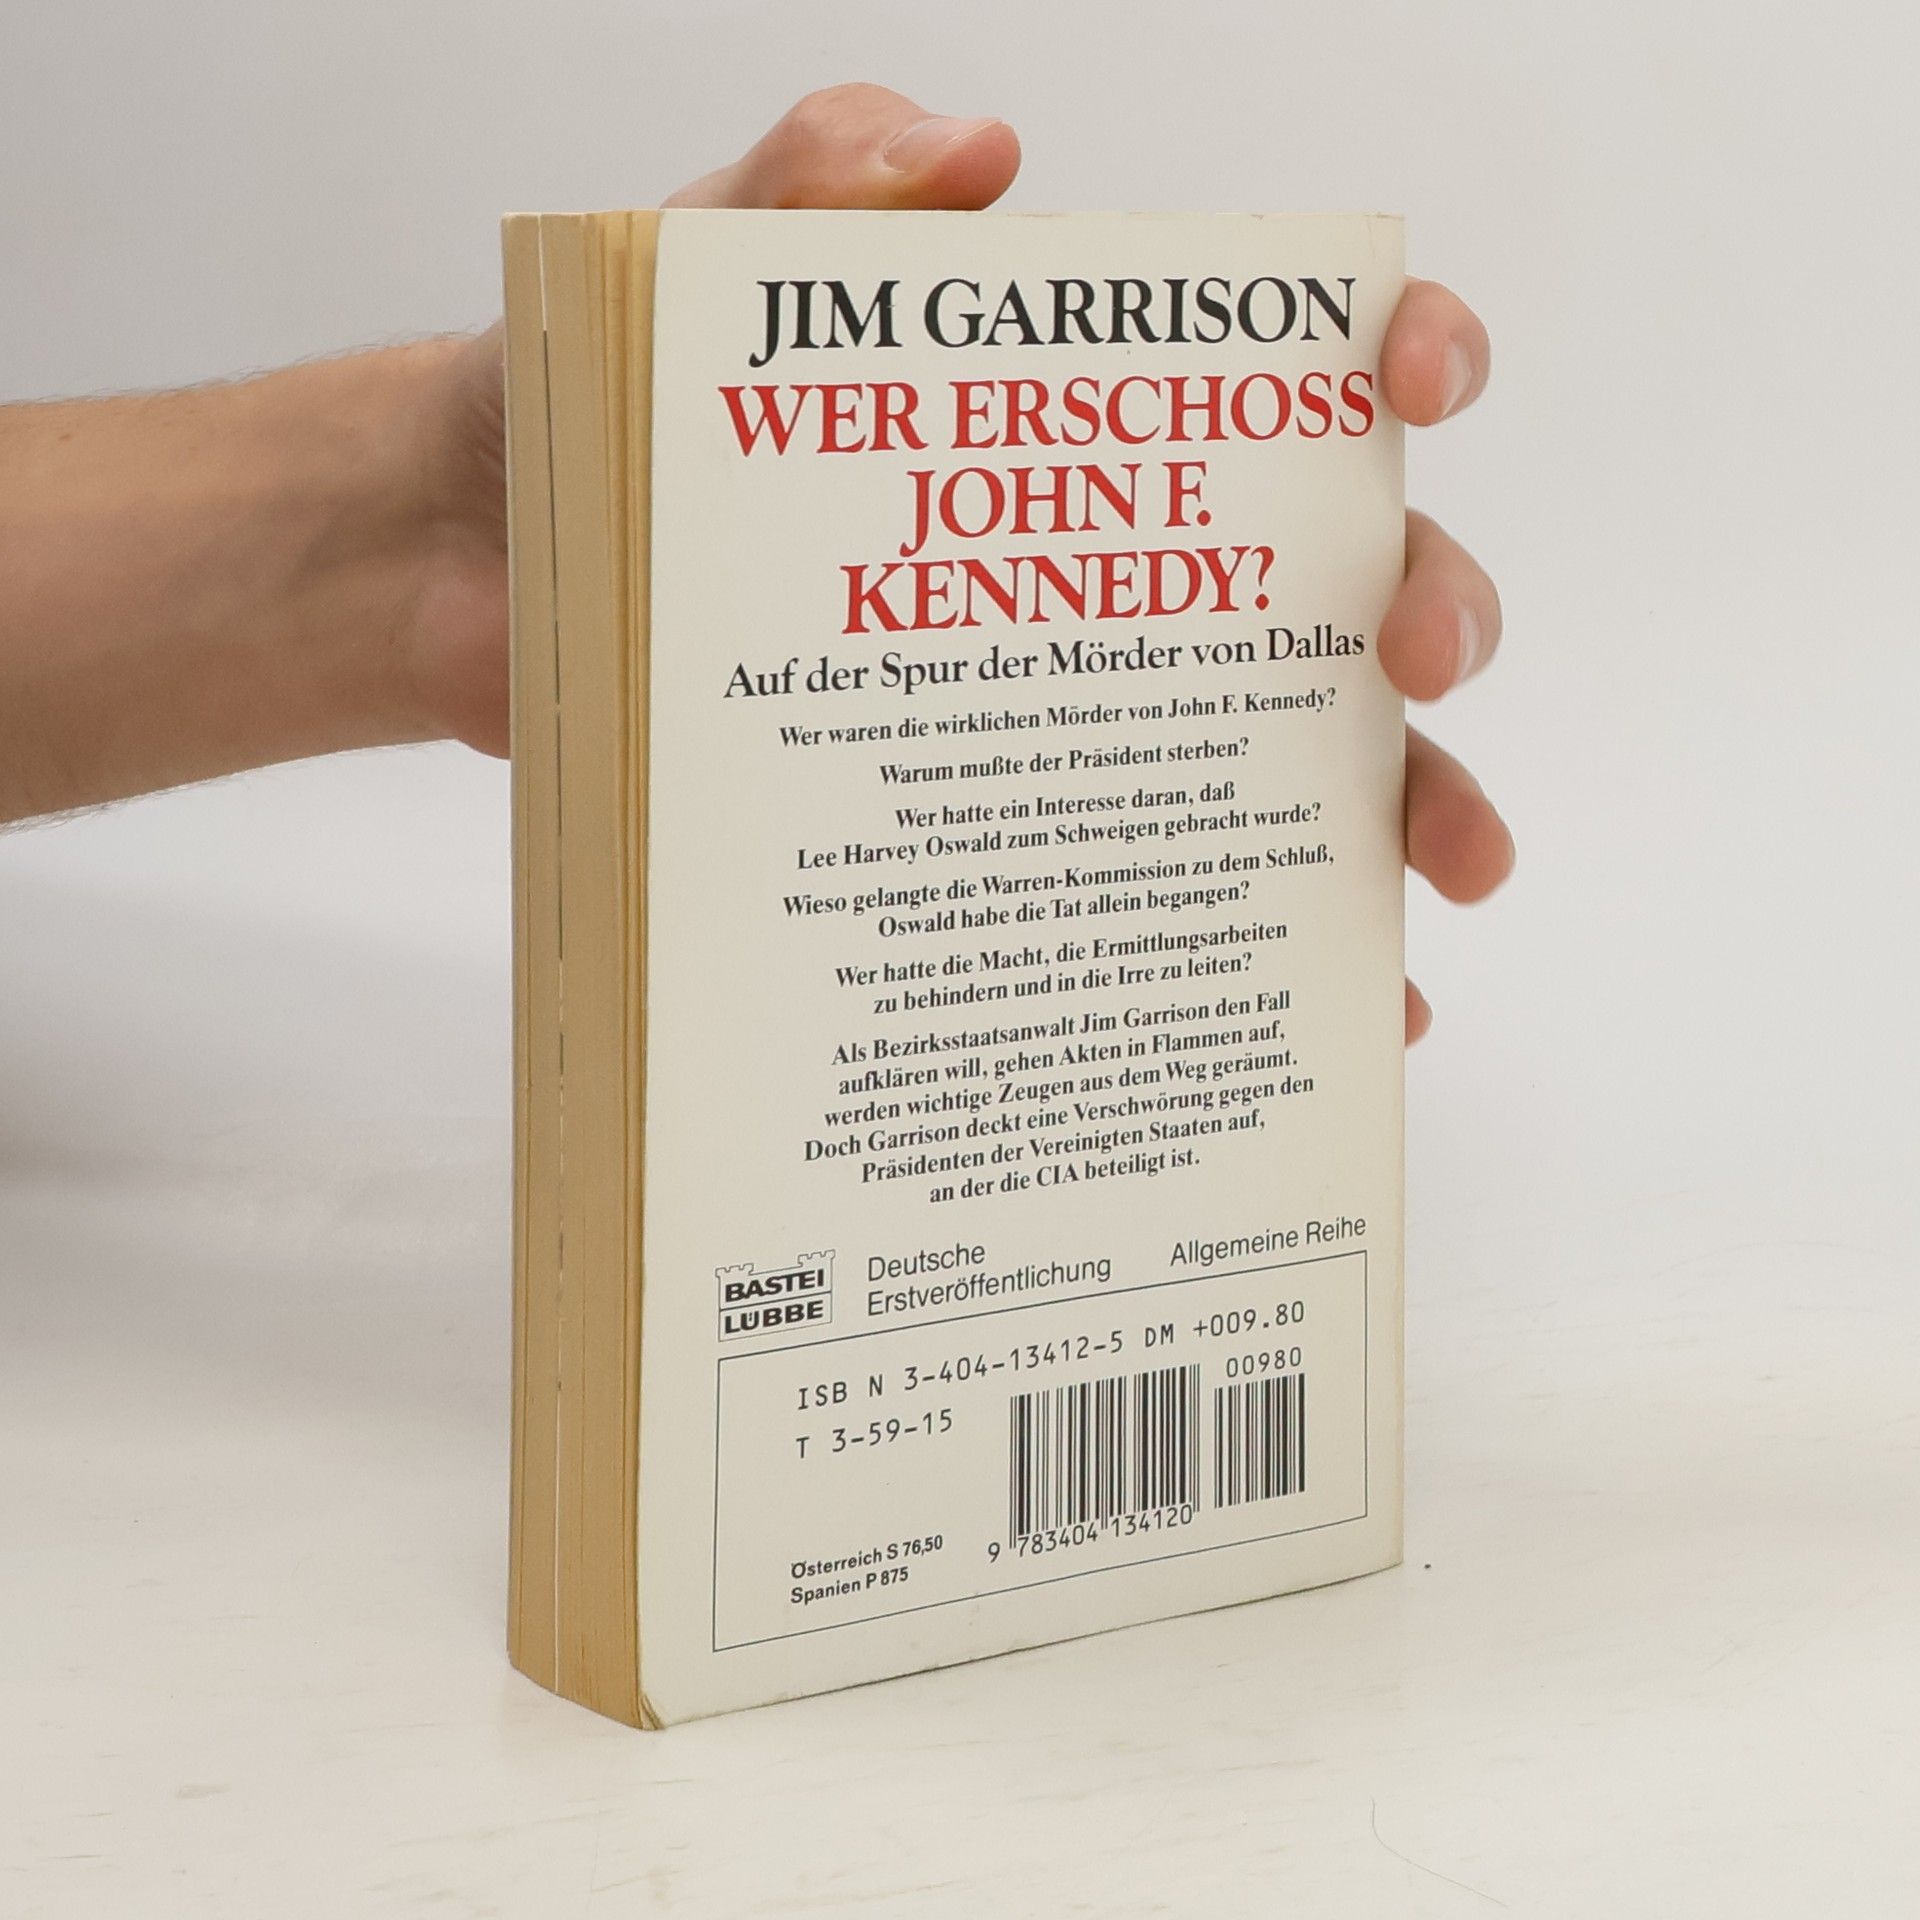 JIM GARRISON
WER ERSCHOSS
JOHN F.
KENNEDY?
Auf der Spur der Mörder von Dallas
Wer waren die wirklichen Mörder von John F. Kennedy?
Warum mußte der Präsident sterben?
Wer hatte ein Interesse daran, daß
Lee Harvey Oswald zum Schweigen gebracht wurde?
Wieso gelangte die Warren-Kommission zu dem Schluß,
Oswald habe die Tat allein begangen?
Wer hatte die Macht, die Ermittlungsarbeiten
zu behindern und in die Irre zu leiten?
Als Bezirksstaatsanwalt Jim Garrison den Fall
aufklären will, gehen Akten in Flammen auf,
werden wichtige Zeugen aus dem Weg geräumt.
Doch Garrison deckt eine Verschwörung gegen den
Präsidenten der Vereinigten Staaten auf,
an der die CIA beteiligt ist.
BASTEI
LÜBBE
Deutsche
Erstveröffentlichung
Allgemeine Reihe
ISB N 3-404-13412-5 DM +009.80
T 3-59-15
00980
9 783404 134120
Österreich S 76,50
Spanien P 875